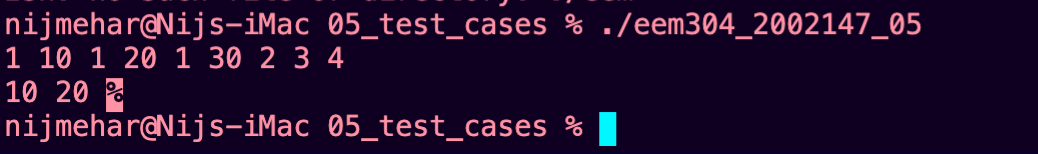 nijmehar@Nijs-iMac 05_test_cases % ./eem304_2002147_05
1 10 1 20 1 30 2 3 4
10 20 %
nijmehar@Nijs-iMac 05_test_cases %